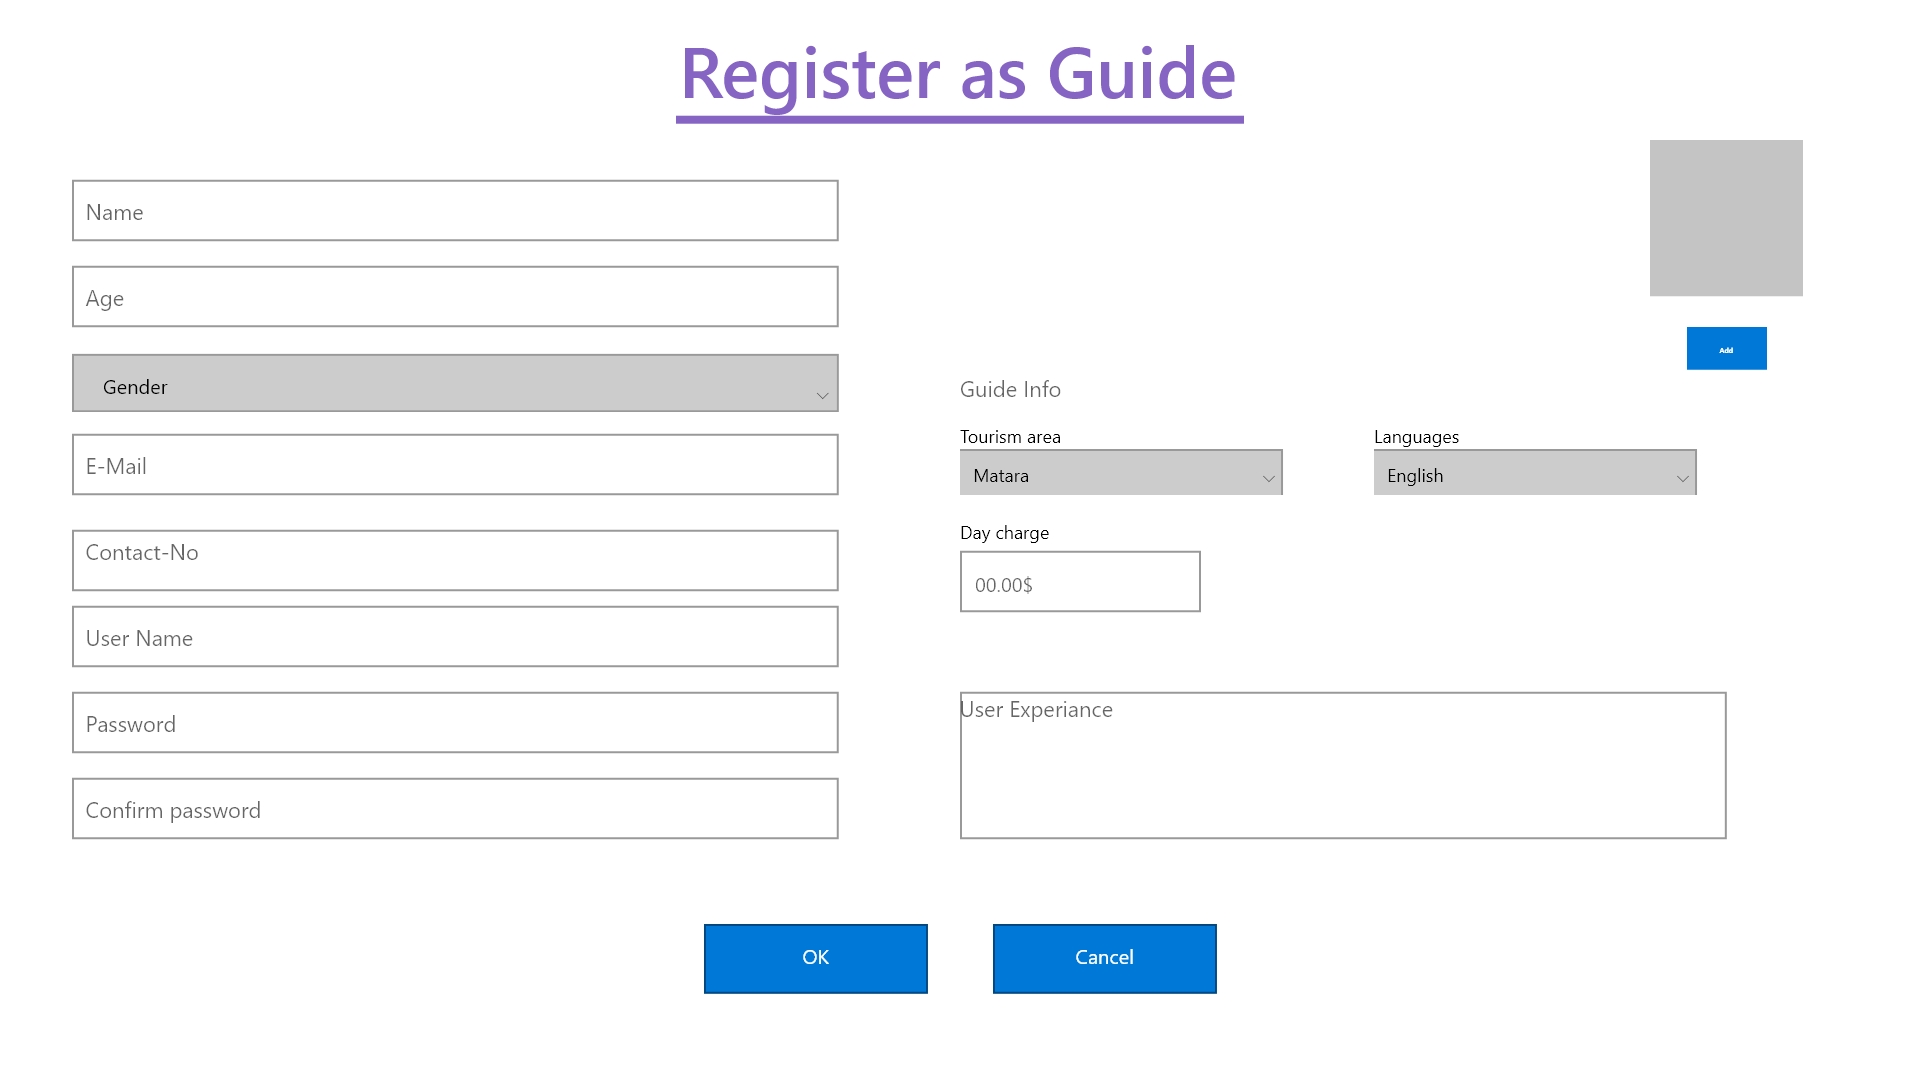 Register as Guide
Name
Age
Gender
E-Mail
Contact-No
User Name
Password
Confirm password
Add
Guide Info
Tourism area
Languages
Matara
English
Day charge
00.00$
User Experiance
OK
Cancel